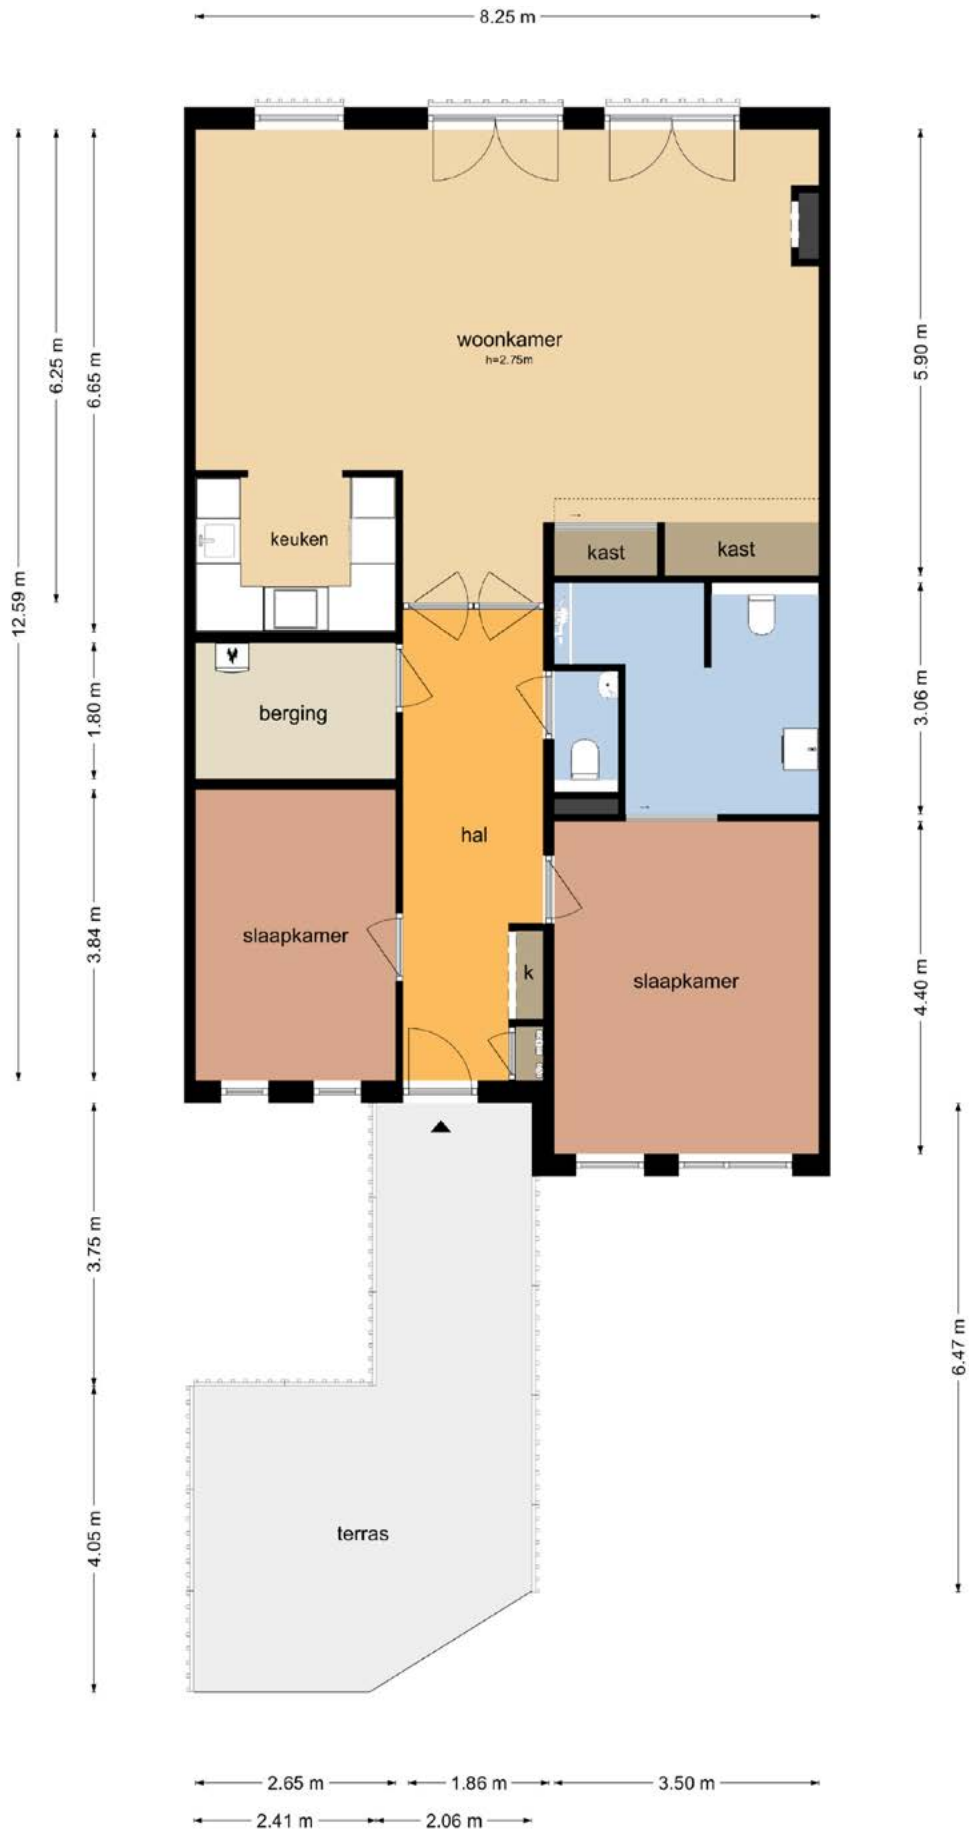 8.25 m
12.59 m
6.25 m
6.65 m
5.90 m
woonkamer
h=2.75m
keuken
kast
kast
1.80 m
3.06 m
berging
hal
3.84 m
slaapkamer
k
slaapkamer
4.40 m
3.75 m
6.47 m
4.05 m
terras
2.65 m
1.86 m
3.50 m
2.41 m
2.06 m